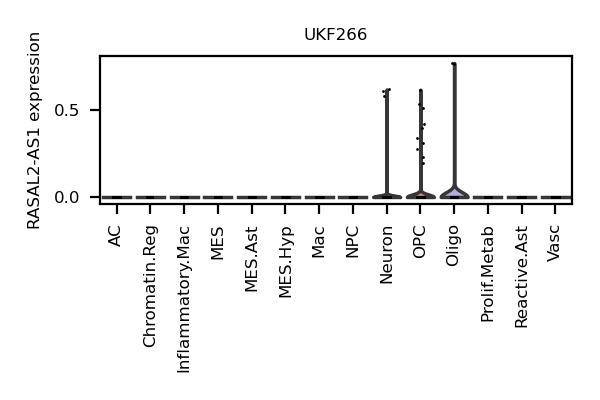 UKF266
RASAL2-AS1 expression
0.5
0.0
AC
Chromatin.Reg
Inflammatory.Mac
MES
MES.Ast
MES.Hyp
Mac
NPC
Neuron
OPC
Oligo
Prolif.Metab
Reactive.Ast
Vasc